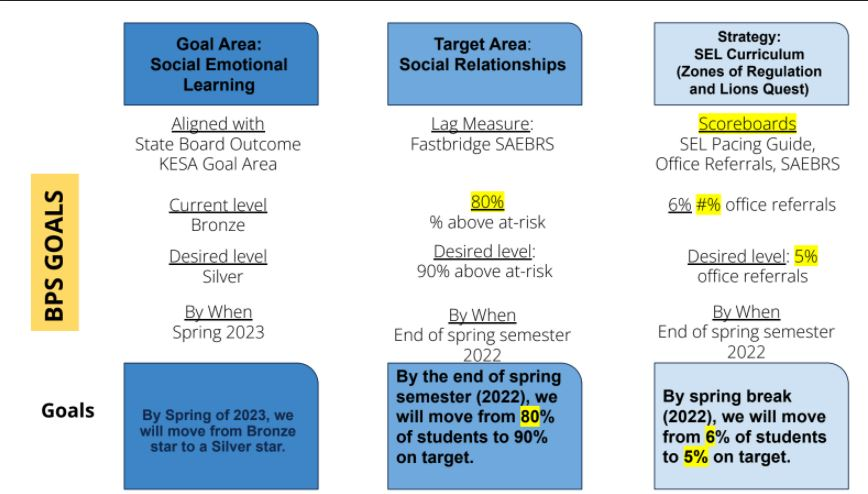 Goal Area:
Social Emotional
Learning
Aligned with
State Board Outcome
KESA Goal Area
Current level
Bronze
Desired level
Silver
By When
Spring 2023
By Spring of 2023, we
will move from Bronze
star to a Silver star.
Target Area:
Social Relationships
Lag Measure:
Fastbridge SAEBRS
80%
% above at-risk
Desired level:
90% above at-risk
By When
End of spring semester
2022
By the end of spring
semester (2022), we
will move from 80%
of students to 90%
on target.
Strategy:
SEL Curriculum
(Zones of Regulation
and Lions Quest)
Scoreboards
SEL Pacing Guide,
Office Referrals, SAEBRS
6% #% office referrals
Desired level: 5%
office referrals
By When
End of spring semester
2022
By spring break
(2022), we will move
from 6% of students
to 5% on target.
BPS GOALS
Goals